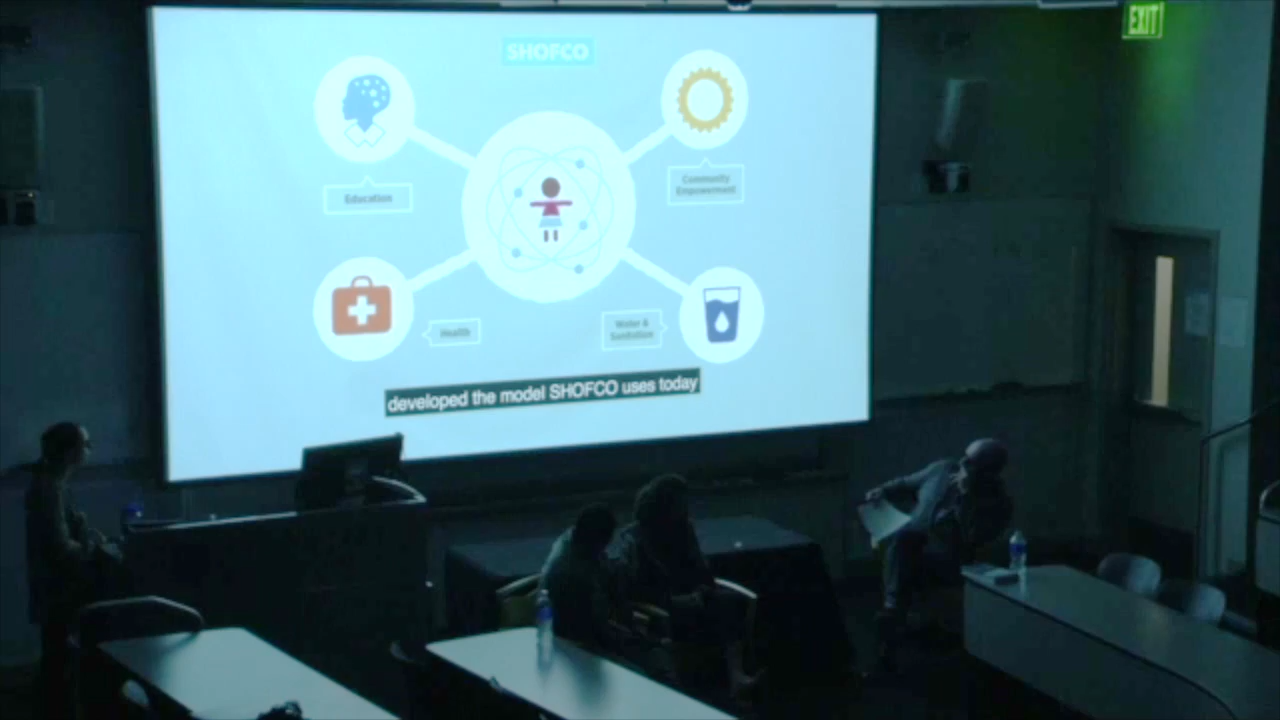 EXIT
SHOFCO
Education
Community
Empowerment
Health
Water &
Sanitation
developed the model SHOFCO uses today